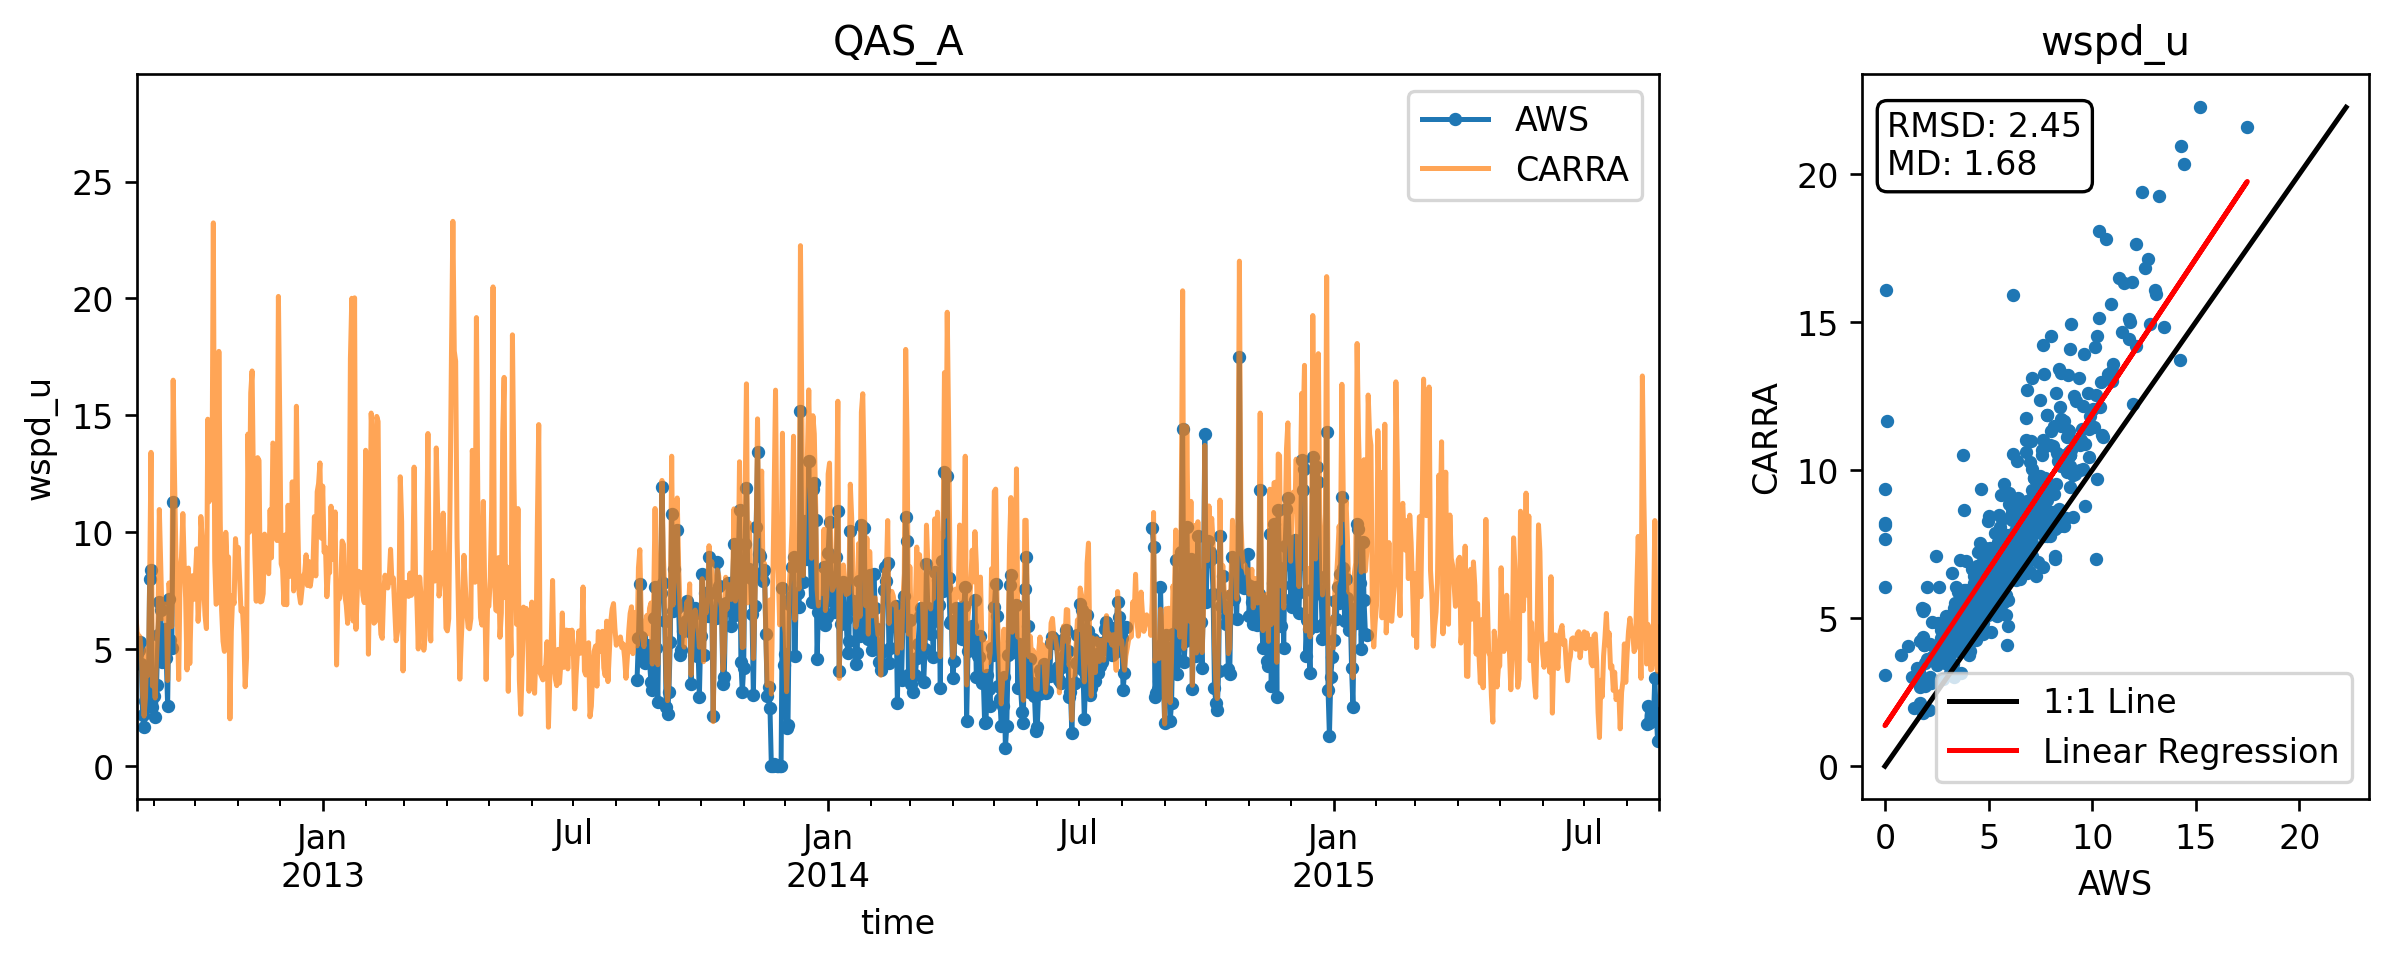 QAS_A
wspd_u
25
20
15
10
5
0
AWS
CARRA
Jan
2013
Jul
Jan
2014
Jul
Jan
2015
Jul
time
wspd_u
RMSD: 2.45
MD: 1.68
CARRA
20
15
10
5
0
1:1 Line
Linear Regression
0 5 10 15 20
AWS